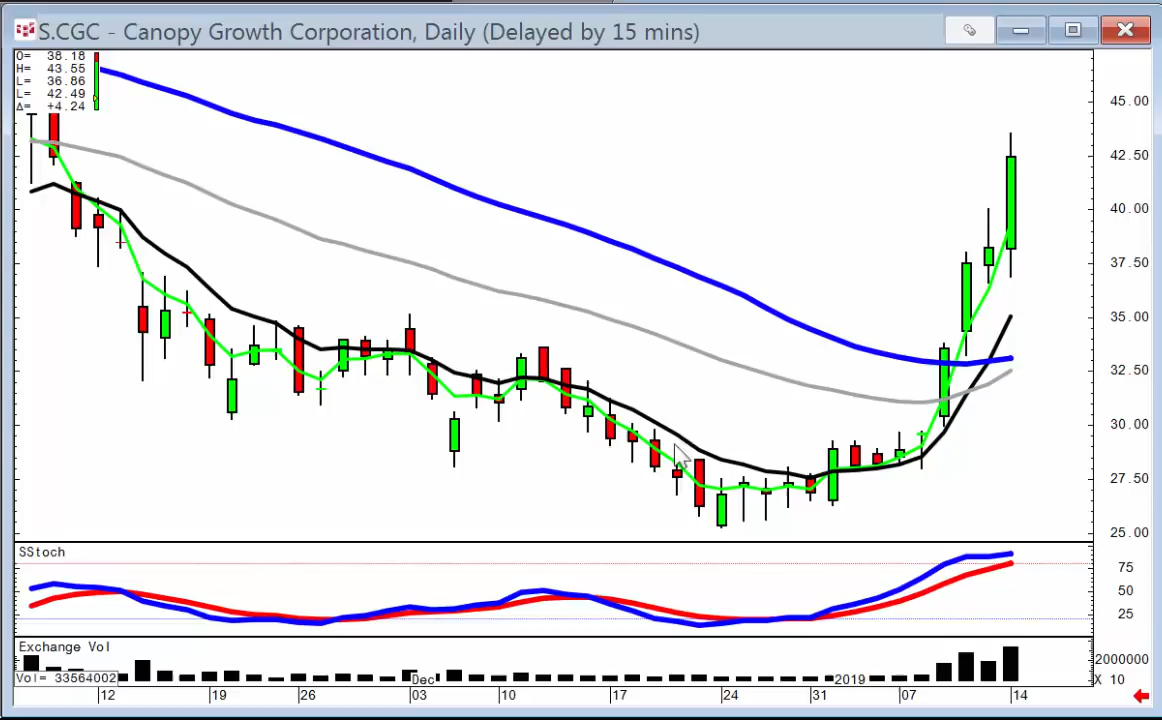 S.CGC - Canopy Growth Corporation, Daily (Delayed by 15 mins)
O= 38.18
H= 43.55
L= 36.86
L= 42.49
Δ= +4.24
45.00
42.50
40.00
37.50
35.00
32.50
30.00
27.50
25.00
SStoch
75
50
25
Exchange Vol
Vol= 33564002
2000000
X 10
12
19
26
Dec
03
10
17
24
31
2019
07
14